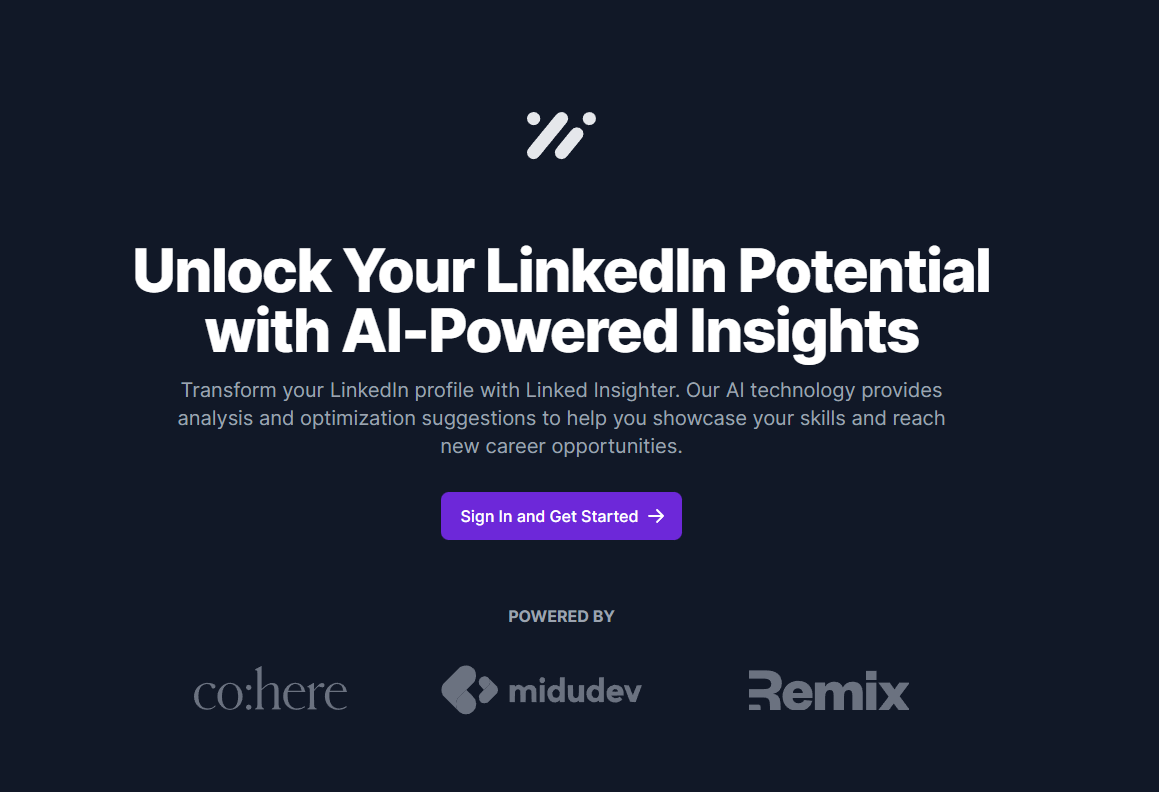 Unlock Your LinkedIn Potential
with AI-Powered Insights
Transform your LinkedIn profile with Linked Insighter. Our AI technology provides
analysis and optimization suggestions to help you showcase your skills and reach
new career opportunities.
Sign In and Get Started →
POWERED BY
co:here midudev Remix